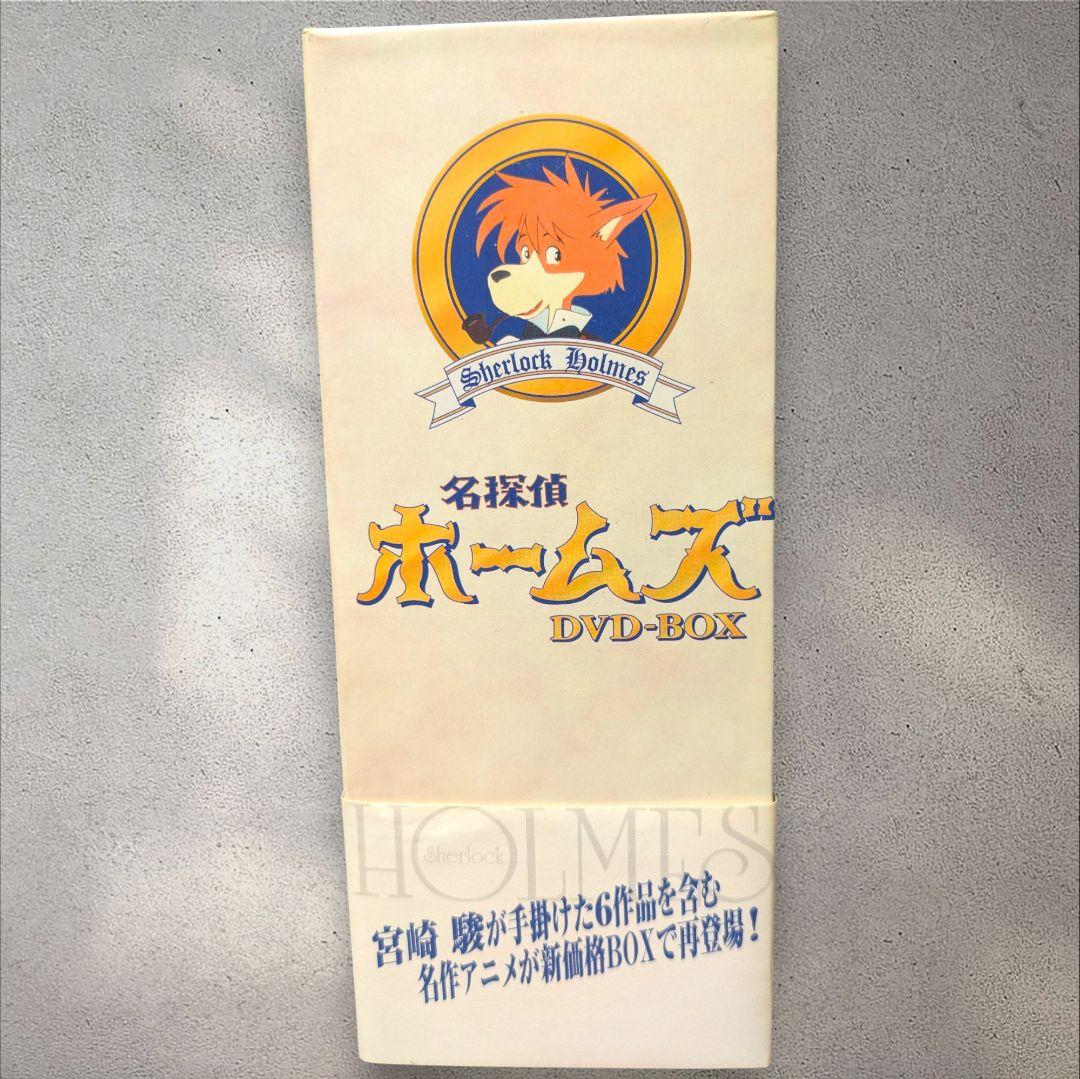 Sherlock Holmes
名探偵
ホームズ
DVD-BOX
HOLMES
Sherlock
宮崎 駿が手掛けた6作品を含む
名作アニメが新価格BOXで再登場!